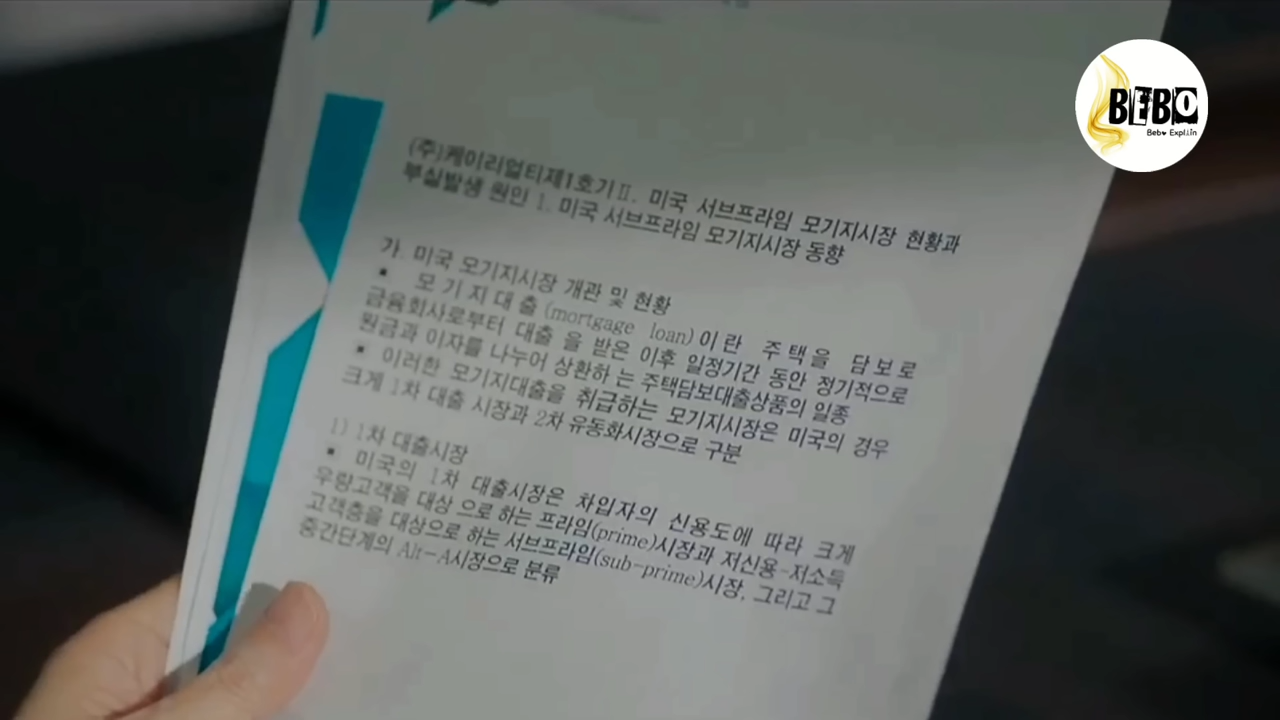 (주)케이리얼티제1호기Ⅱ. 미국 서브프라임 모기지시장 현황과
부실발생 원인 1. 미국 서브프라임 모기지시장 동향
가. 미국 모기지시장 개관 및 현황
▪ 모기지대출(mortgage loan)이란 주택을 담보로
금융회사로부터 대출 을 받은 이후 일정기간 동안 정기적으로
원금과 이자를 나누어 상환하 는 주택담보대출상품의 일종
▪ 이러한 모기지대출을 취급하는 모기지시장은 미국의 경우
크게 1차 대출 시장과 2차 유동화시장으로 구분
1) 1차 대출시장
▪ 미국의 1차 대출시장은 차입자의 신용도에 따라 크게
우량고객을 대상 으로 하는 프라임(prime)시장과 저신용-저소득
고객층을 대상으로 하는 서브프라임(sub-prime)시장, 그리고 그
중간단계의 Alt-A시장으로 분류
BEBO
Bebo Explain